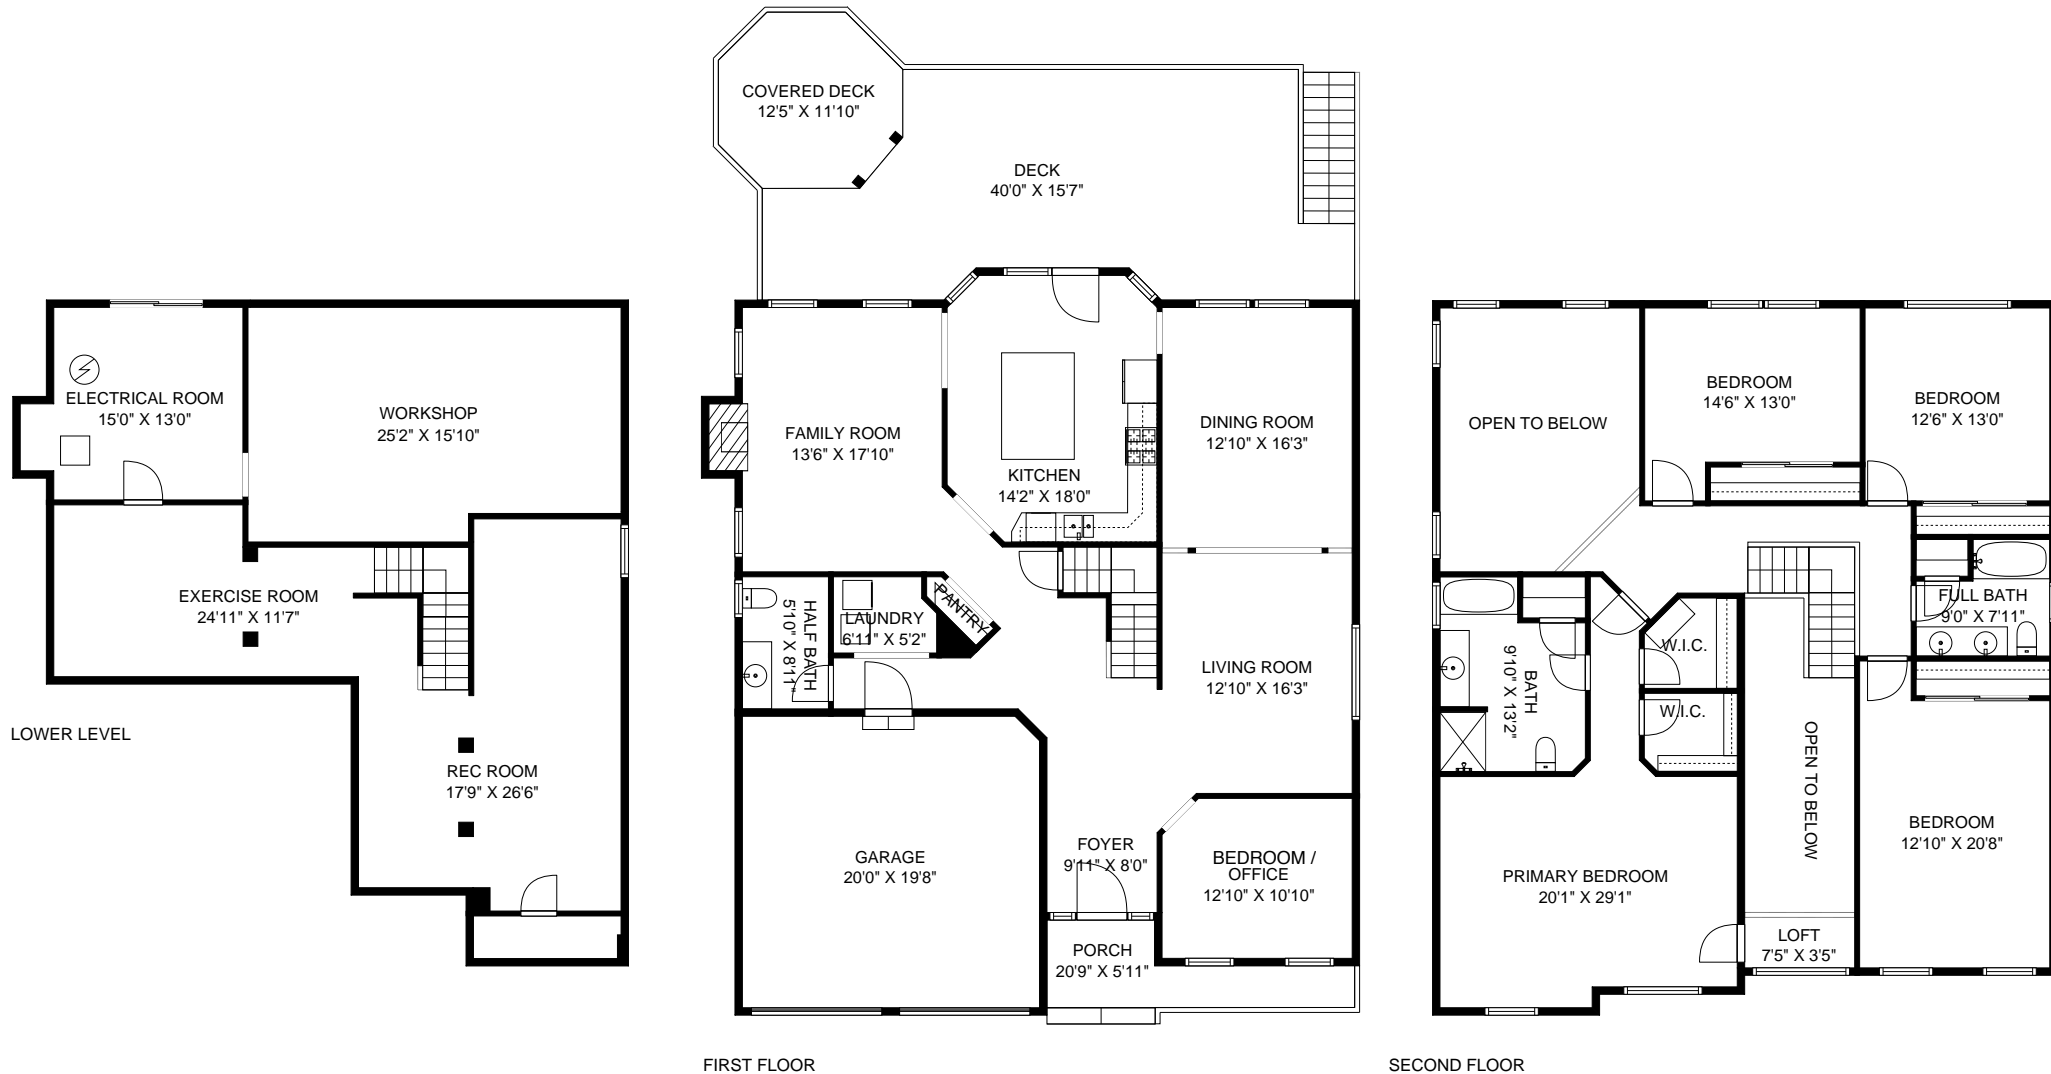 ELECTRICAL ROOM
15'0" X 13'0"
WORKSHOP
25'2" X 15'10"
EXERCISE ROOM
24'11" X 11'7"
REC ROOM
17'9" X 26'6"
LOWER LEVEL
COVERED DECK
12'5" X 11'10"
DECK
40'0" X 15'7"
FAMILY ROOM
13'6" X 17'10"
KITCHEN
14'2" X 18'0"
DINING ROOM
12'10" X 16'3"
HALF BATH
5'10" X 8'11"
LAUNDRY
6'11" X 5'2"
PANTRY
LIVING ROOM
12'10" X 16'3"
GARAGE
20'0" X 19'8"
FOYER
9'11" X 8'0"
BEDROOM /
OFFICE
12'10" X 10'10"
PORCH
20'9" X 5'11"
FIRST FLOOR
OPEN TO BELOW
BEDROOM
14'6" X 13'0"
BEDROOM
12'6" X 13'0"
FULL BATH
9'0" X 7'11"
BATH
9'10" X 13'2"
W.I.C.
W.I.C.
OPEN TO BELOW
BEDROOM
12'10" X 20'8"
PRIMARY BEDROOM
20'1" X 29'1"
LOFT
7'5" X 3'5"
SECOND FLOOR